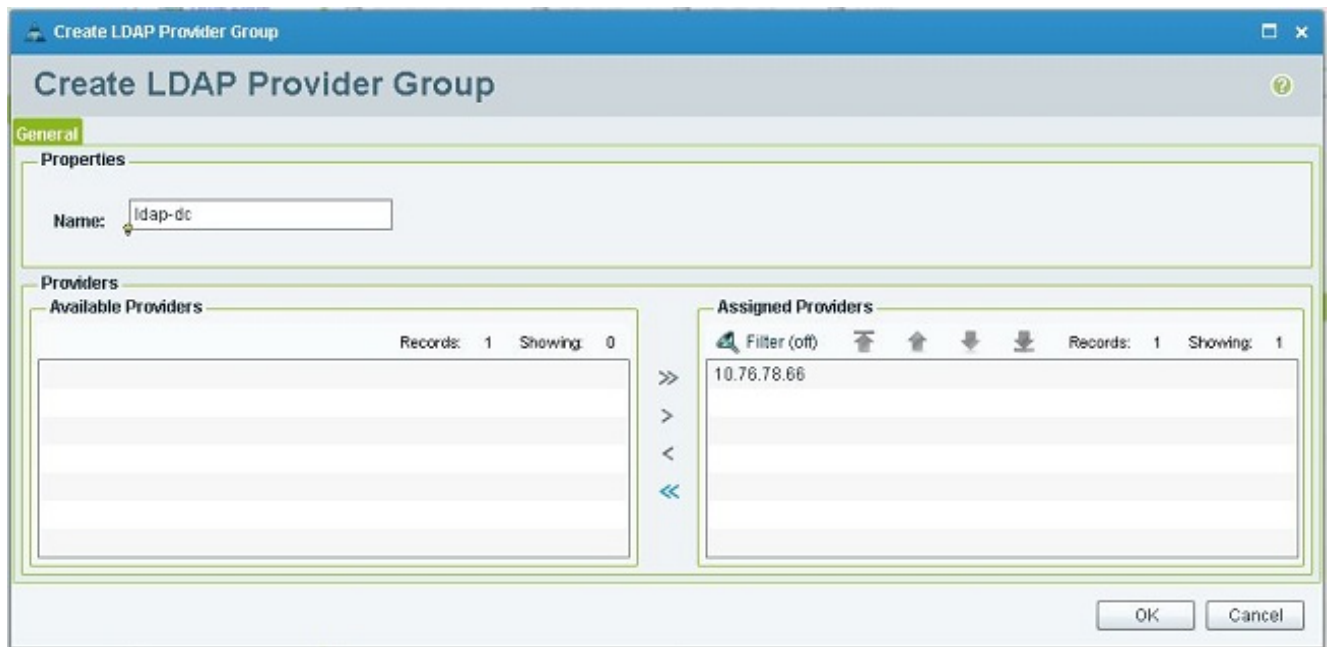 Create LDAP Provider Group
Create LDAP Provider Group
General
Properties
Name: ldap-dc
Providers
Available Providers
Records: 1 Showing: 0
Assigned Providers
Filter (off) Records: 1 Showing: 1
10.76.78.66
OK Cancel